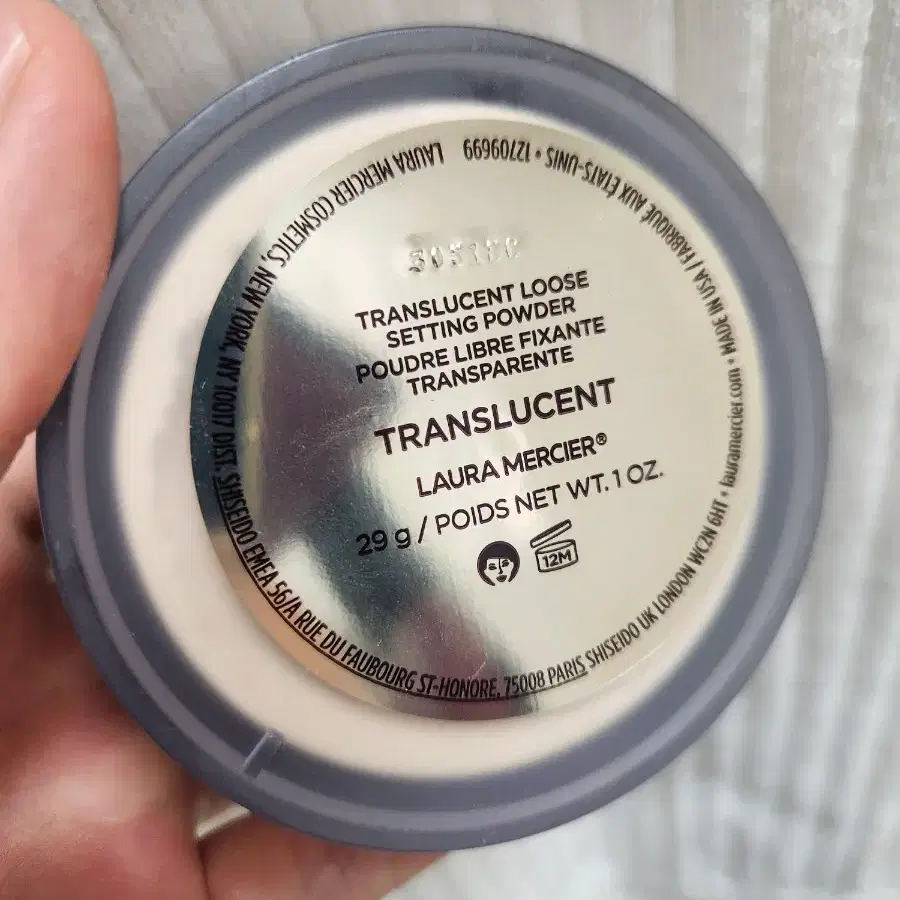 TRANSLUCENT LOOSE
SETTING POWDER
POUDRE LIBRE FIXANTE
TRANSPARENTE
TRANSLUCENT
LAURA MERCIER®
29 g / POIDS NET WT. 1 OZ.
12M
LAURA MERCIER COSMETICS, NEW YORK, NY 10017 DIST. SHISEIDO EMEA 56/A RUE DU FAUBOURG ST-HONORE, 75008 PARIS SHISEIDO UK LONDON WC2N 6HT • lauramercier.com • MADE IN USA / FABRIQUÉ AUX ÉTATS-UNIS • 12709699